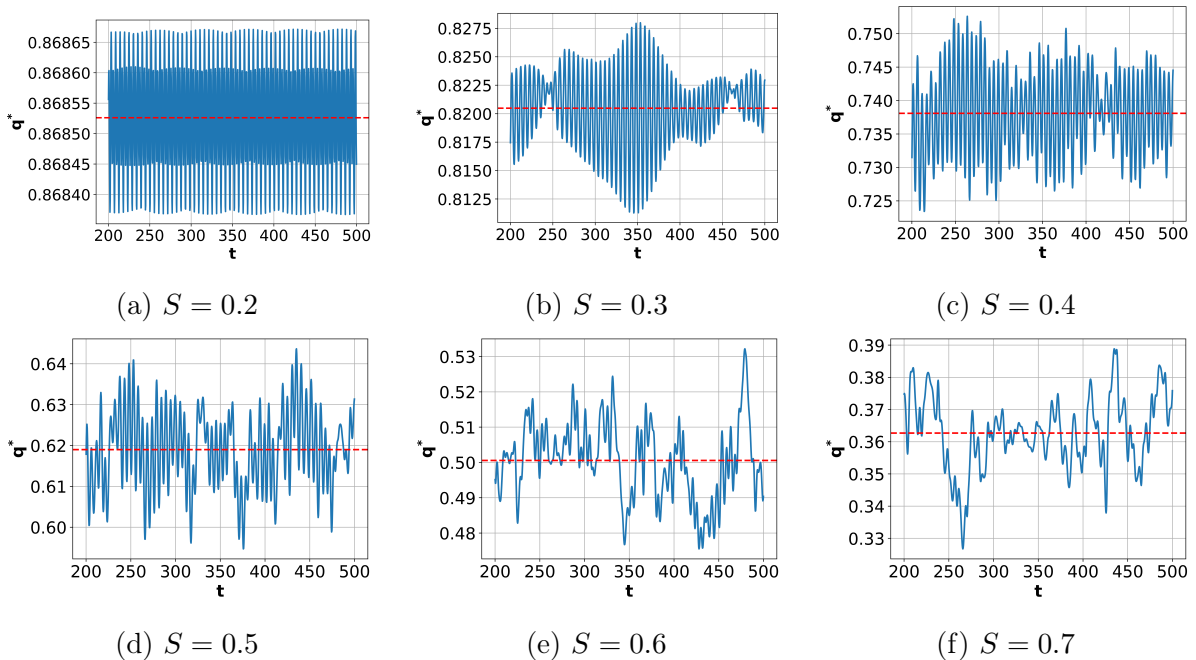 0.86865
0.86860
0.86855
0.86850
0.86845
0.86840
q*
200 250 300 350 400 450 500
t
(a) S = 0.2
0.8275
0.8250
0.8225
0.8200
0.8175
0.8150
0.8125
q*
200 250 300 350 400 450 500
t
(b) S = 0.3
0.750
0.745
0.740
0.735
0.730
0.725
q*
200 250 300 350 400 450 500
t
(c) S = 0.4
0.64
0.63
0.62
0.61
0.60
q*
200 250 300 350 400 450 500
t
(d) S = 0.5
0.53
0.52
0.51
0.50
0.49
0.48
q*
200 250 300 350 400 450 500
t
(e) S = 0.6
0.39
0.38
0.37
0.36
0.35
0.34
0.33
q*
200 250 300 350 400 450 500
t
(f) S = 0.7